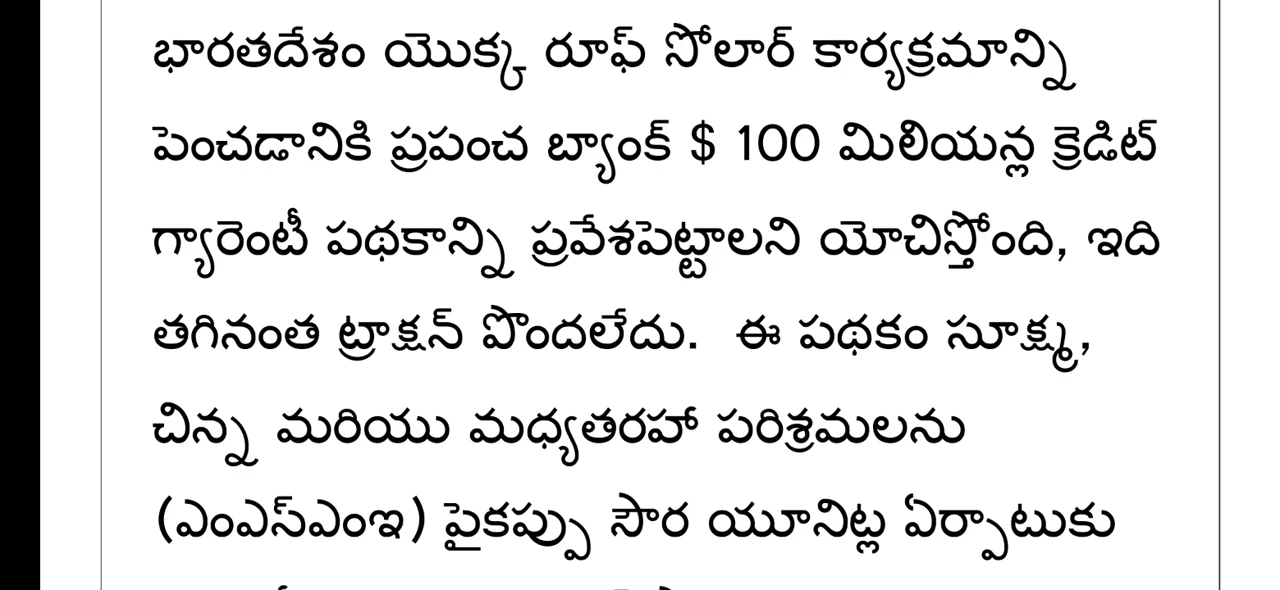 భారతదేశం యొక్క రూఫ్ సోలార్ కార్యక్రమాన్ని
పెంచడానికి ప్రపంచ బ్యాంక్ $ 100 మిలియన్ల క్రెడిట్
గ్యారెంటీ పథకాన్ని ప్రవేశపెట్టాలని యోచిస్తోంది, ఇది
తగినంత ట్రాక్షన్ పొందలేదు. ఈ పథకం సూక్ష్మ,
చిన్న మరియు మధ్యతరహా పరిశ్రమలను
(ఎంఎస్ఎంఇ) పైకప్పు సౌర యూనిట్ల ఏర్పాటుకు